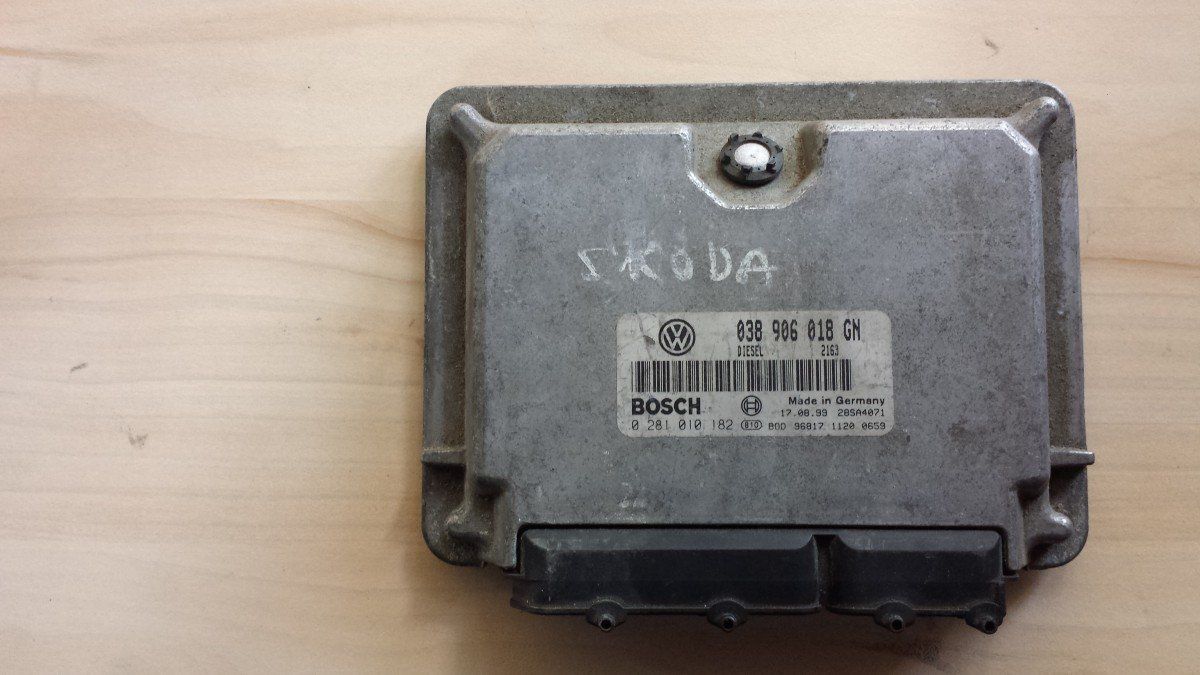 SKODA
VW 038 906 018 GN
DIESEL 2163
BOSCH Made in Germany
17.08.99 28SA4071
0 281 010 182 BOD 96817 1120 0659